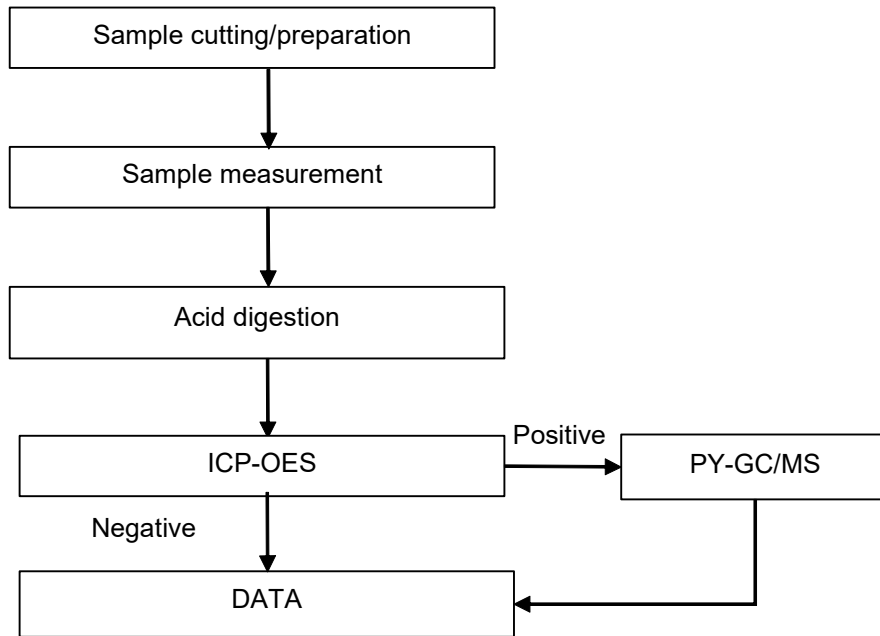 Sample cutting/preparation
Sample measurement
Acid digestion
ICP-OES
Positive
PY-GC/MS
Negative
DATA